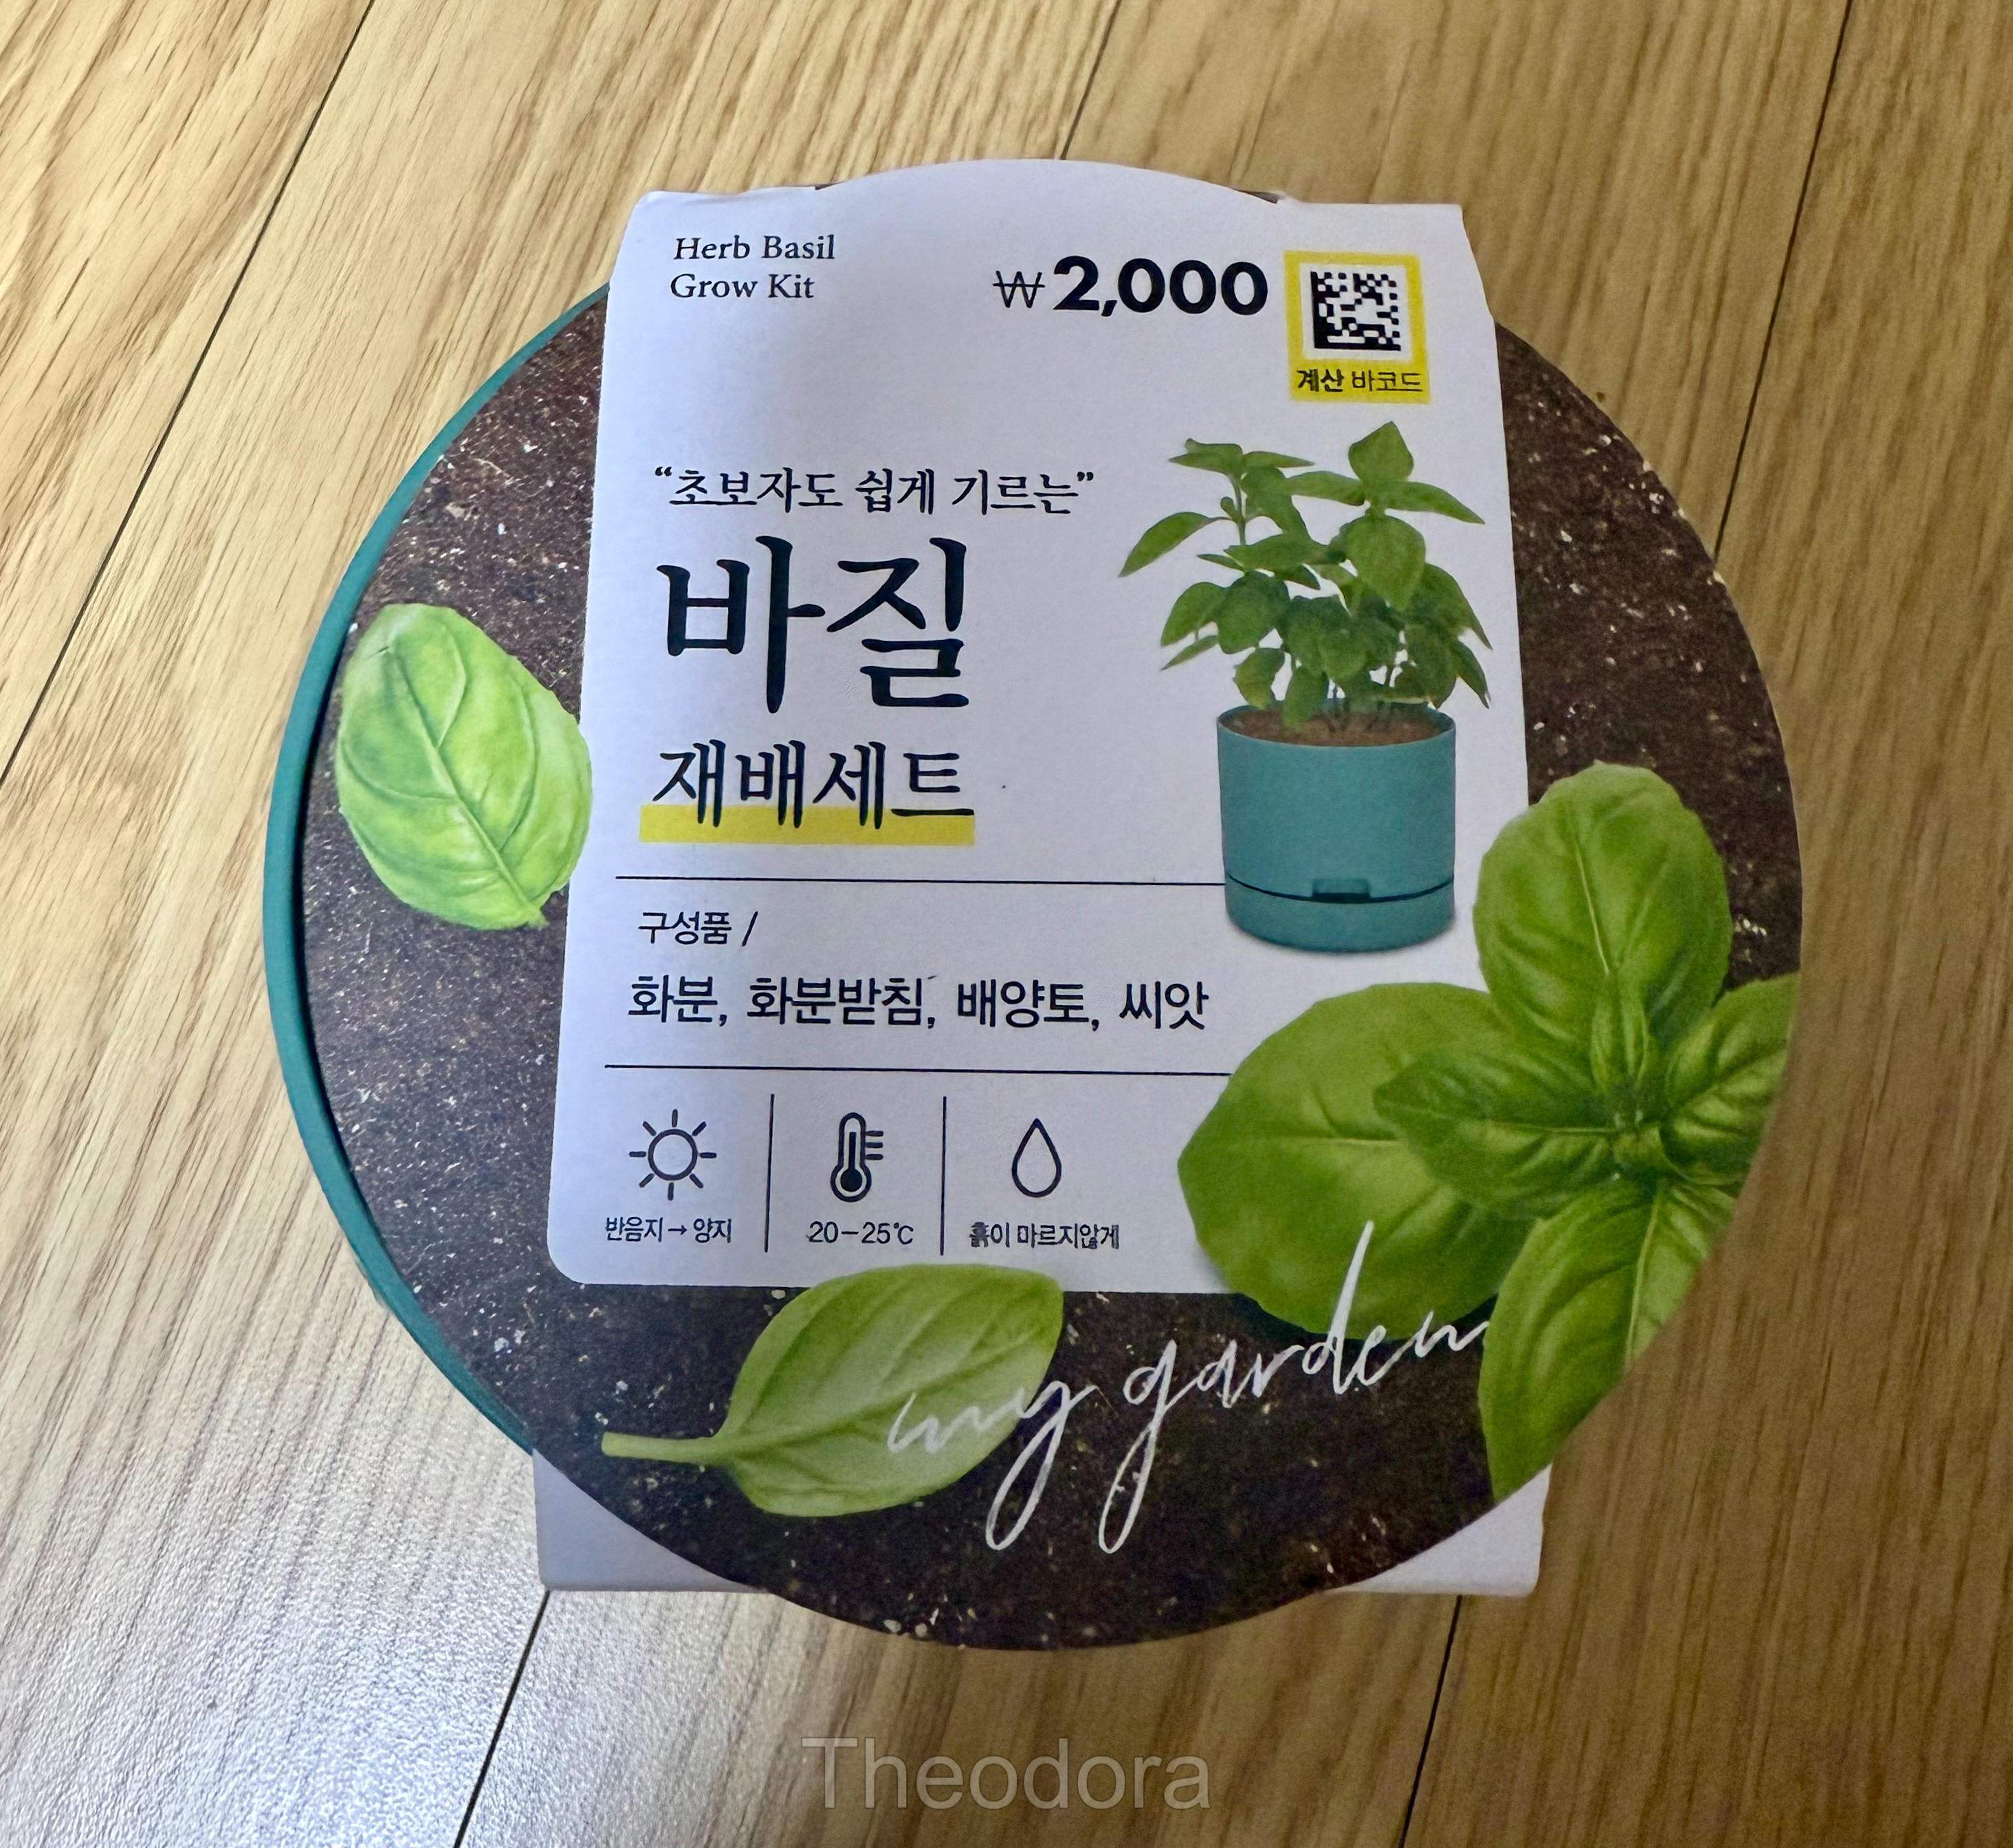 Herb Basil
Grow Kit
₩2,000
계산 바코드
“초보자도 쉽게 기르는”
바질
재배세트
구성품 /
화분, 화분받침, 배양토, 씨앗
반음지→양지
20-25℃
흙이 마르지않게
my garden
Theodora